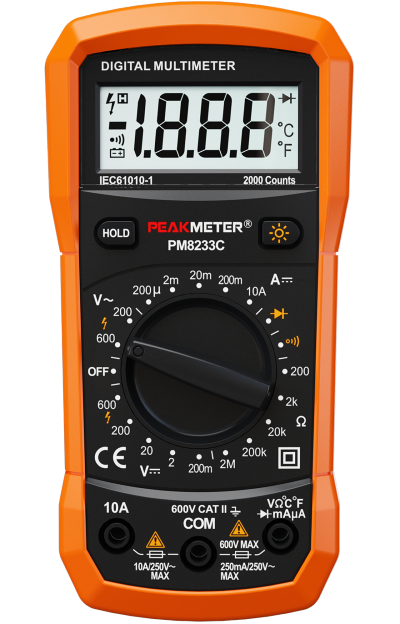 DIGITAL MULTIMETER
H
-1.8.8.8
°C
°F
IEC61010-1 2000 Counts
HOLD
PEAKMETER®
PM8233C
200µ 2m 20m 200m 10A A
V~ 200
600
OFF
600
200
20 2 200m 2M 200k 20k 2k 200
Ω
V
CE
10A
600V CAT II
COM
VΩ°C°F
mAµA
10A/250V~
MAX
600V MAX
250mA/250V~
MAX